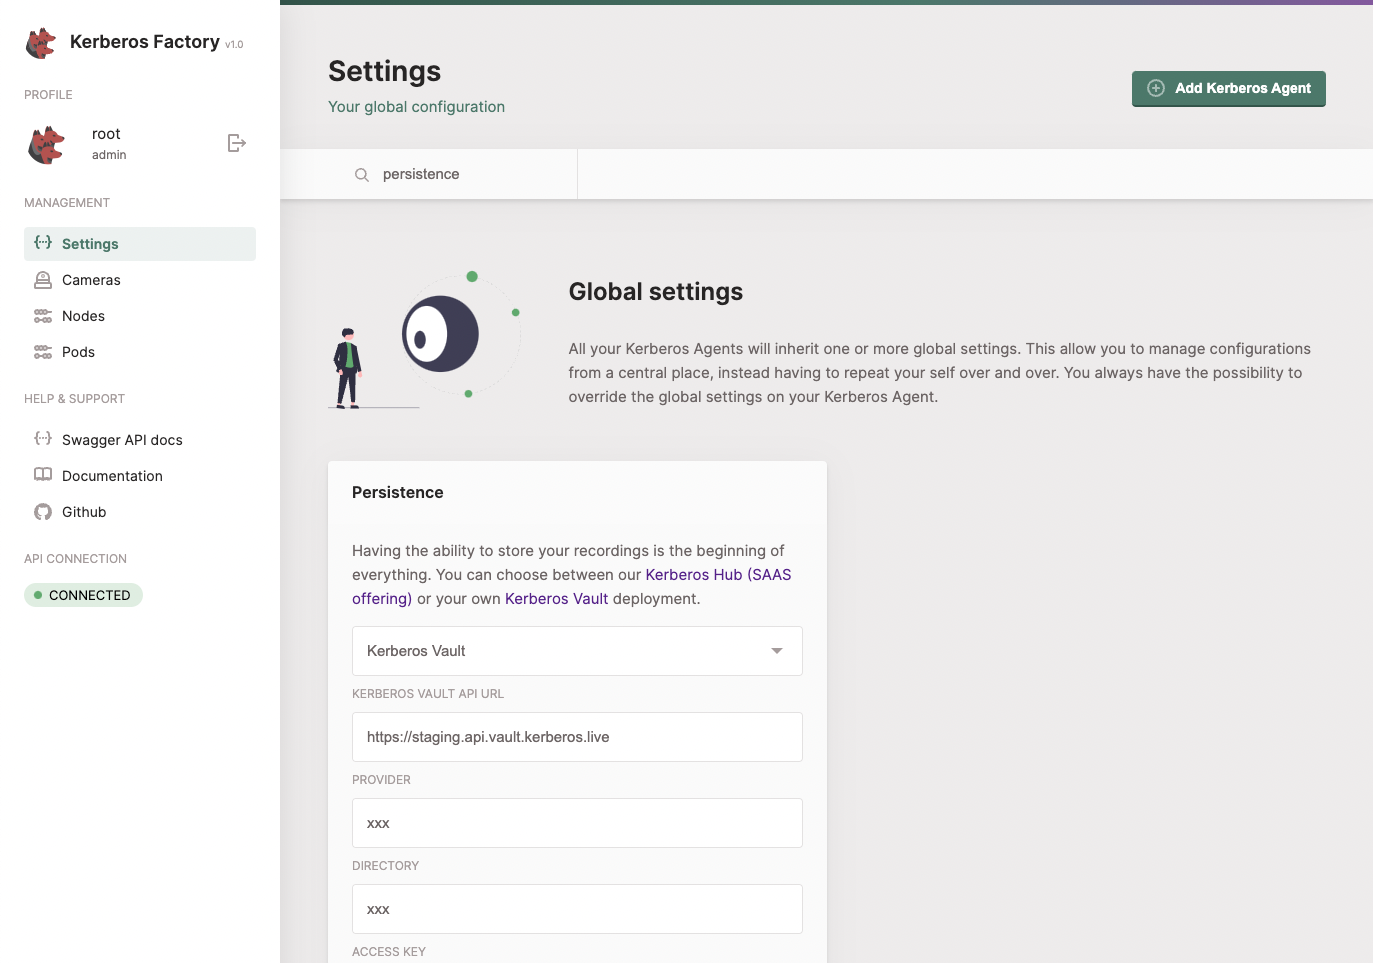 Kerberos Factory v1.0
PROFILE
root
admin
MANAGEMENT
Settings
Cameras
Nodes
Pods
HELP & SUPPORT
Swagger API docs
Documentation
Github
API CONNECTION
CONNECTED
Settings
Your global configuration
Add Kerberos Agent
persistence
Global settings
All your Kerberos Agents will inherit one or more global settings. This allow you to manage configurations
from a central place, instead having to repeat your self over and over. You always have the possibility to
override the global settings on your Kerberos Agent.
Persistence
Having the ability to store your recordings is the beginning of
everything. You can choose between our Kerberos Hub (SAAS
offering) or your own Kerberos Vault deployment.
Kerberos Vault
KERBEROS VAULT API URL
https://staging.api.vault.kerberos.live
PROVIDER
xxx
DIRECTORY
xxx
ACCESS KEY